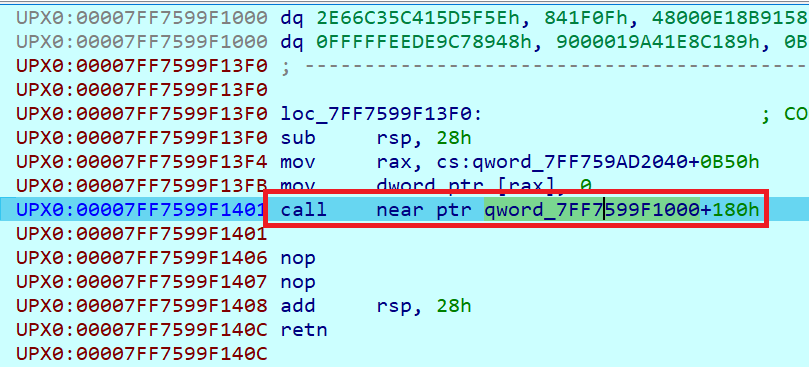 UPX0:00007FF7599F1000 dq 2E66C35C415D5F5Eh, 841F0Fh, 48000E18B9158
UPX0:00007FF7599F1000 dq 0FFFFFEEDE9C78948h, 9000019A41E8C189h, 0B
UPX0:00007FF7599F13F0 ; -------------------------------------------
UPX0:00007FF7599F13F0
UPX0:00007FF7599F13F0 loc_7FF7599F13F0: ; CO
UPX0:00007FF7599F13F0 sub rsp, 28h
UPX0:00007FF7599F13F4 mov rax, cs:qword_7FF759AD2040+0B50h
UPX0:00007FF7599F13FB mov dword ptr [rax], 0
UPX0:00007FF7599F1401 call near ptr qword_7FF7599F1000+180h
UPX0:00007FF7599F1401
UPX0:00007FF7599F1406 nop
UPX0:00007FF7599F1407 nop
UPX0:00007FF7599F1408 add rsp, 28h
UPX0:00007FF7599F140C retn
UPX0:00007FF7599F140C